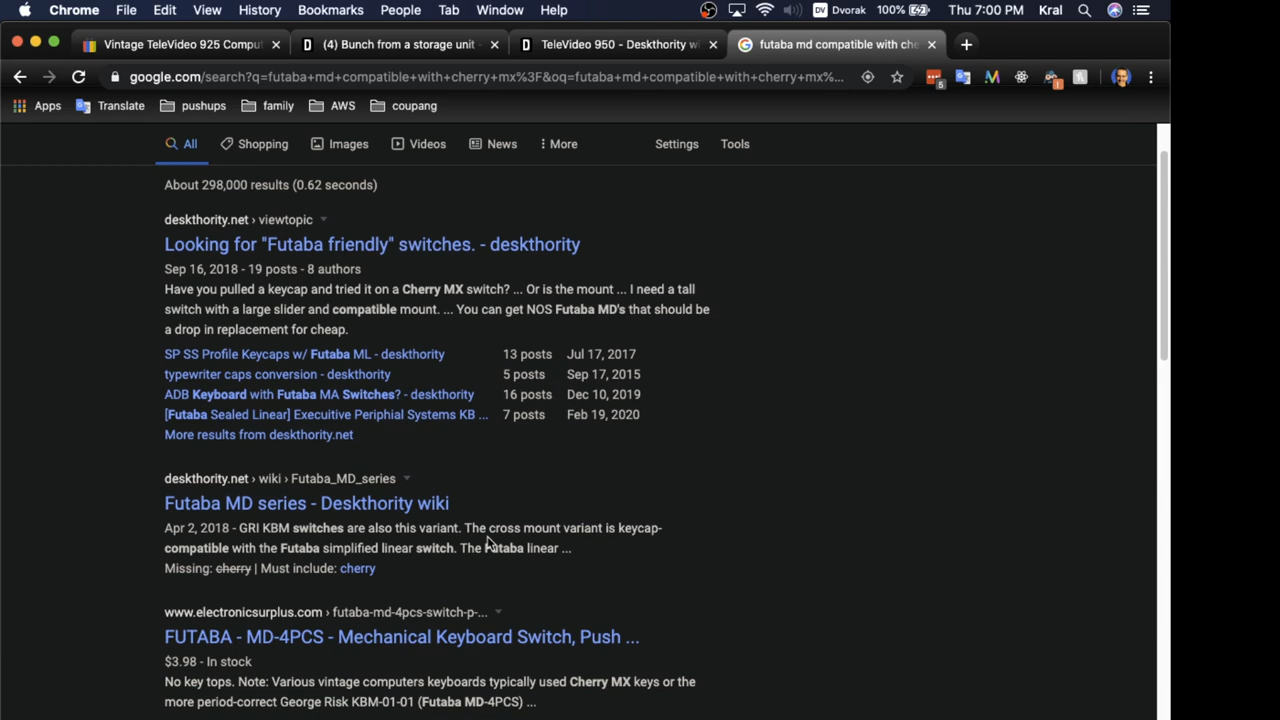 Chrome File Edit View History Bookmarks People Tab Window Help DV Dvorak 100% Thu 7:00 PM Kral
Vintage TeleVideo 925 Compu (4) Bunch from a storage unit - TeleVideo 950 - Deskthority wi futaba md compatible with che
google.com/search?q=futaba+md+compatible+with+cherry+mx%3F&oq=futaba+md+compatible+with+cherry+mx%... 5 1
Apps Translate pushups family AWS coupang
All Shopping Images Videos News More Settings Tools
About 298,000 results (0.62 seconds)
deskthority.net › viewtopic
Looking for "Futaba friendly" switches. - deskthority
Sep 16, 2018 - 19 posts - 8 authors
Have you pulled a keycap and tried it on a Cherry MX switch? ... Or is the mount ... I need a tall
switch with a large slider and compatible mount. ... You can get NOS Futaba MD's that should be
a drop in replacement for cheap.
SP SS Profile Keycaps w/ Futaba ML - deskthority 13 posts Jul 17, 2017
typewriter caps conversion - deskthority 5 posts Sep 17, 2015
ADB Keyboard with Futaba MA Switches? - deskthority 16 posts Dec 10, 2019
[Futaba Sealed Linear] Executive Periphial Systems KB ... 7 posts Feb 19, 2020
More results from deskthority.net
deskthority.net › wiki › Futaba_MD_series
Futaba MD series - Deskthority wiki
Apr 2, 2018 - GRI KBM switches are also this variant. The cross mount variant is keycap-
compatible with the Futaba simplified linear switch. The Futaba linear ...
Missing: cherry | Must include: cherry
www.electronicsurplus.com › futaba-md-4pcs-switch-p-...
FUTABA - MD-4PCS - Mechanical Keyboard Switch, Push ...
$3.98 - In stock
No key tops. Note: Various vintage computers keyboards typically used Cherry MX keys or the
more period-correct George Risk KBM-01-01 (Futaba MD-4PCS) ...